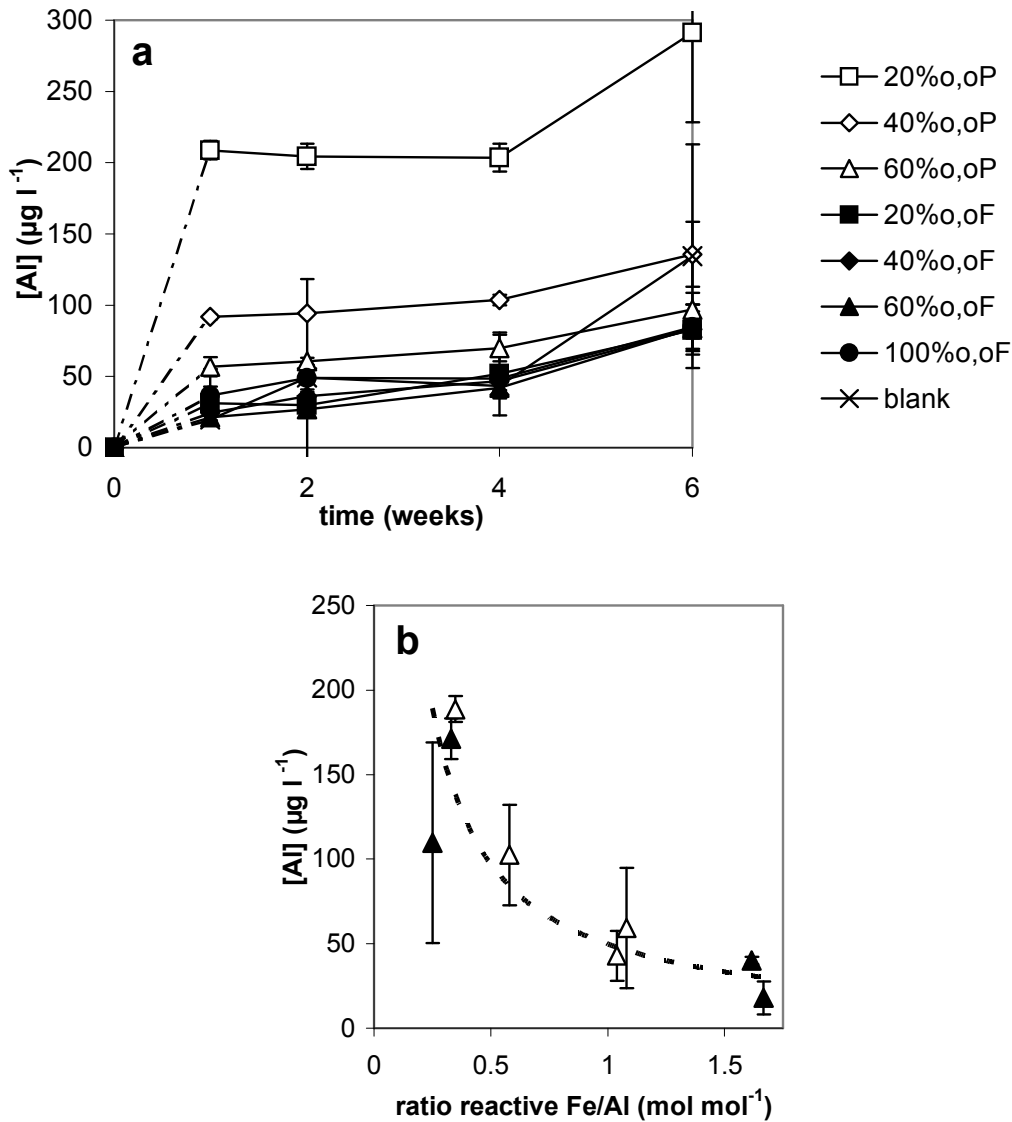 a
300
250
200
150
100
50
0
[Al] (µg l⁻¹)
0
2
4
6
time (weeks)
20%o,oP
40%o,oP
60%o,oP
20%o,oF
40%o,oF
60%o,oF
100%o,oF
blank
b
250
200
150
100
50
0
[Al] (µg l⁻¹)
0
0.5
1
1.5
ratio reactive Fe/Al (mol mol⁻¹)